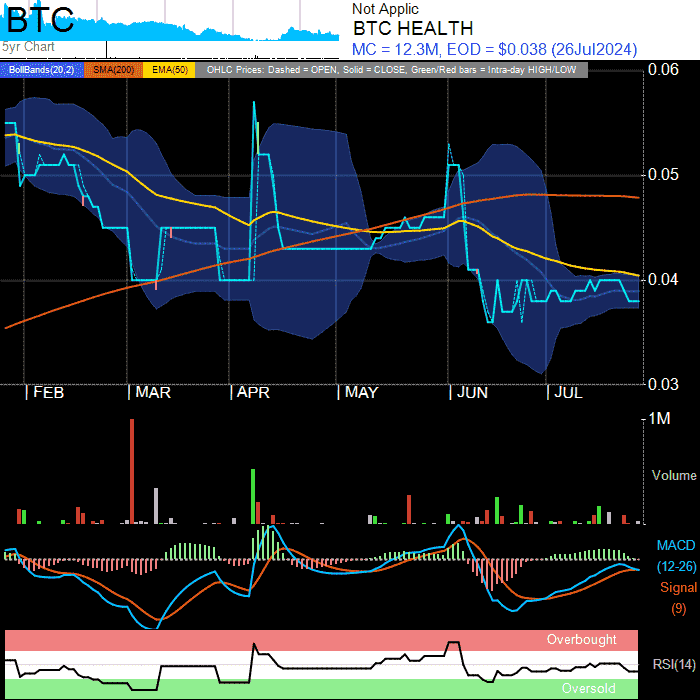 BTC
5yr Chart
Not Applic
BTC HEALTH
MC = 12.3M, EOD = $0.038 (26Jul2024)
BollBands(20,2) SMA(200) EMA(50) OHLC Prices: Dashed = OPEN, Solid = CLOSE, Green/Red bars = Intra-day HIGH/LOW
0.06
0.05
0.04
0.03
FEB MAR APR MAY JUN JUL
1M
Volume
MACD
(12-26)
Signal
(9)
Overbought
RSI(14)
Oversold